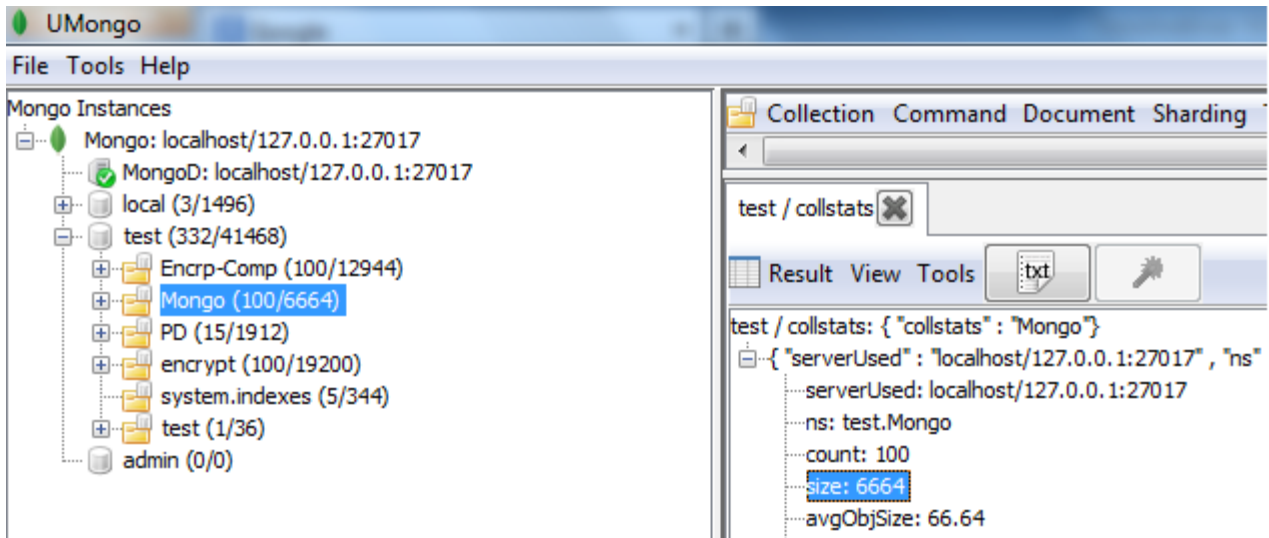 UMongo
File Tools Help
Mongo Instances
Mongo: localhost/127.0.0.1:27017
MongoD: localhost/127.0.0.1:27017
local (3/1496)
test (332/41468)
Encrp-Comp (100/12944)
Mongo (100/6664)
PD (15/1912)
encrypt (100/19200)
system.indexes (5/344)
test (1/36)
admin (0/0)
Collection Command Document Sharding
test / collstats
Result View Tools txt
test / collstats: { "collstats" : "Mongo"}
{ "serverUsed" : "localhost/127.0.0.1:27017" , "ns"
serverUsed: localhost/127.0.0.1:27017
ns: test.Mongo
count: 100
size: 6664
avgObjSize: 66.64